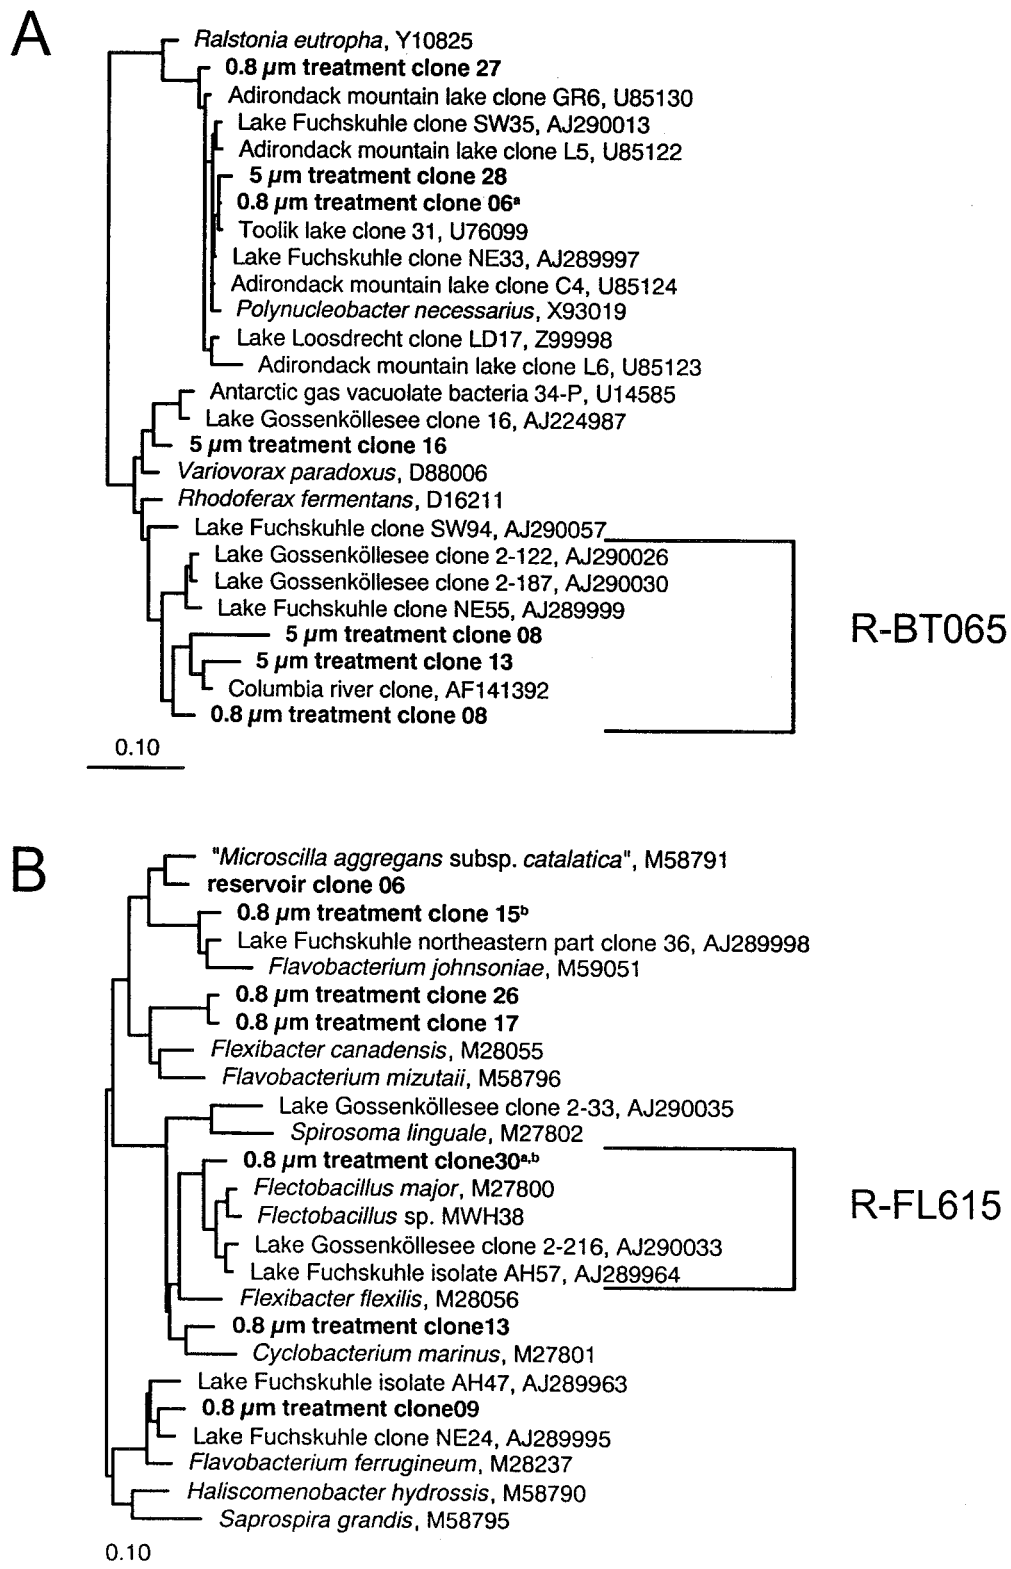 A
Ralstonia eutropha, Y10825
0.8 µm treatment clone 27
Adirondack mountain lake clone GR6, U85130
Lake Fuchskuhle clone SW35, AJ290013
Adirondack mountain lake clone L5, U85122
5 µm treatment clone 28
0.8 µm treatment clone 06ᵃ
Toolik lake clone 31, U76099
Lake Fuchskuhle clone NE33, AJ289997
Adirondack mountain lake clone C4, U85124
Polynucleobacter necessarius, X93019
Lake Loosdrecht clone LD17, Z99998
Adirondack mountain lake clone L6, U85123
Antarctic gas vacuolate bacteria 34-P, U14585
Lake Gossenköllesee clone 16, AJ224987
5 µm treatment clone 16
Variovorax paradoxus, D88006
Rhodoferax fermentans, D16211
Lake Fuchskuhle clone SW94, AJ290057
Lake Gossenköllesee clone 2-122, AJ290026
Lake Gossenköllesee clone 2-187, AJ290030
Lake Fuchskuhle clone NE55, AJ289999
R-BT065
5 µm treatment clone 08
5 µm treatment clone 13
Columbia river clone, AF141392
0.8 µm treatment clone 08
0.10
B
"Microscilla aggregans subsp. catalatica", M58791
reservoir clone 06
0.8 µm treatment clone 15ᵇ
Lake Fuchskuhle northeastern part clone 36, AJ289998
Flavobacterium johnsoniae, M59051
0.8 µm treatment clone 26
0.8 µm treatment clone 17
Flexibacter canadensis, M28055
Flavobacterium mizutaii, M58796
Lake Gossenköllesee clone 2-33, AJ290035
Spirosoma linguale, M27802
0.8 µm treatment clone30ᵃ·ᵇ
Flectobacillus major, M27800
R-FL615
Flectobacillus sp. MWH38
Lake Gossenköllesee clone 2-216, AJ290033
Lake Fuchskuhle isolate AH57, AJ289964
Flexibacter flexilis, M28056
0.8 µm treatment clone13
Cyclobacterium marinus, M27801
Lake Fuchskuhle isolate AH47, AJ289963
0.8 µm treatment clone09
Lake Fuchskuhle clone NE24, AJ289995
Flavobacterium ferrugineum, M28237
Haliscomenobacter hydrossis, M58790
Saprospira grandis, M58795
0.10